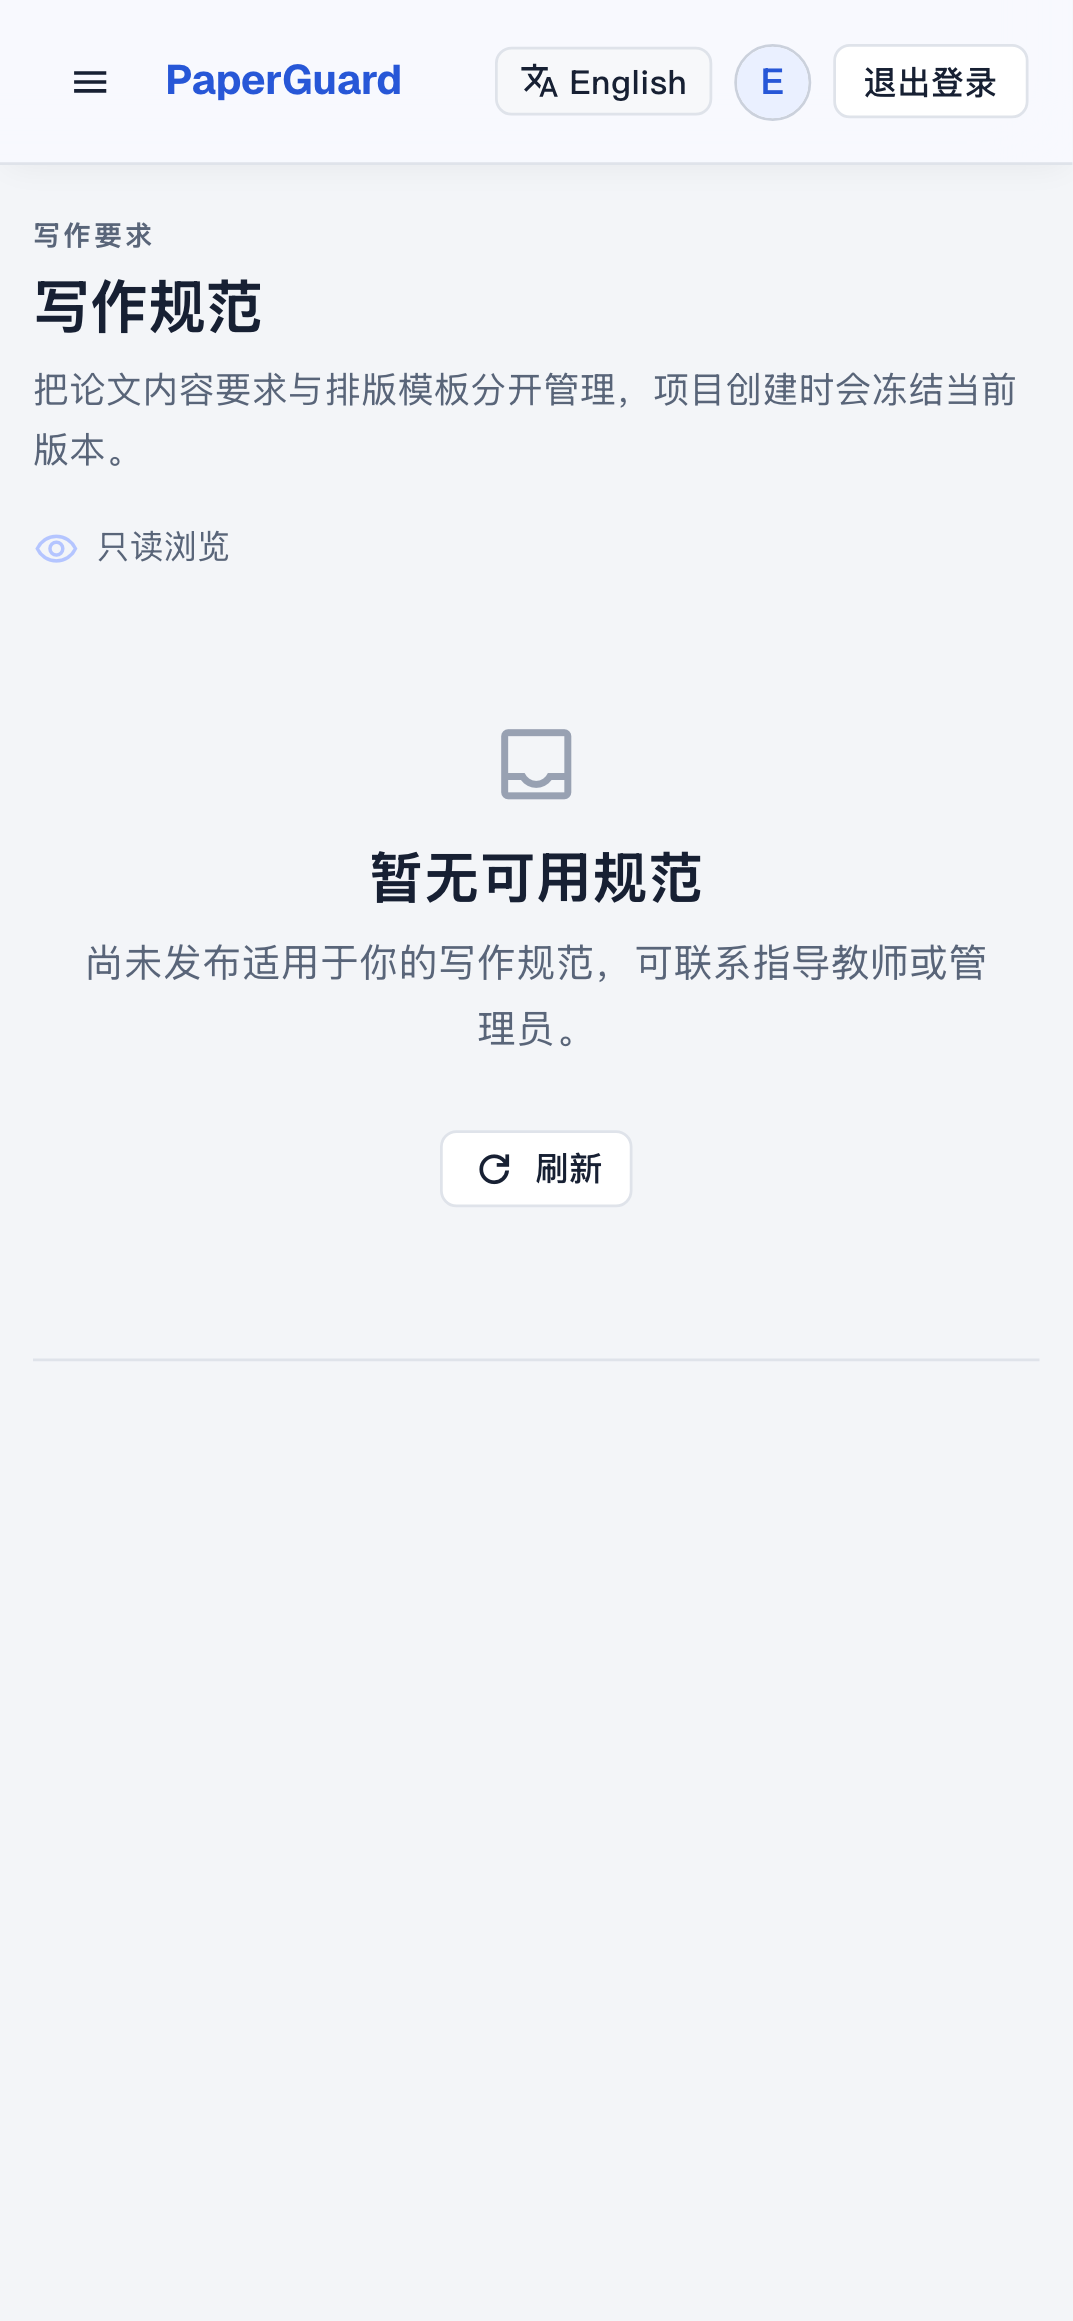 PaperGuard
English
E
退出登录
写作要求
写作规范
把论文内容要求与排版模板分开管理，项目创建时会冻结当前
版本。
只读浏览
暂无可用规范
尚未发布适用于你的写作规范，可联系指导教师或管
理员。
刷新